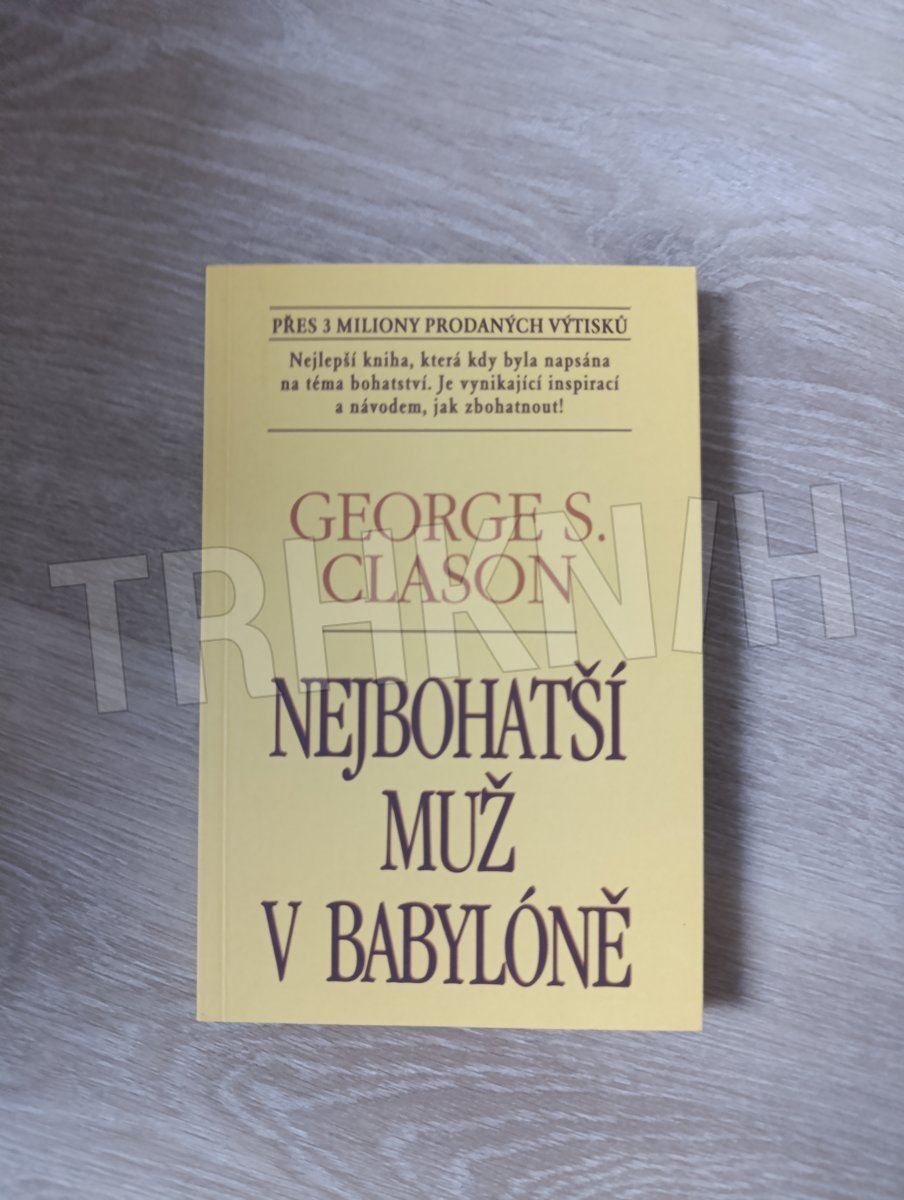 PŘES 3 MILIONY PRODANÝCH VÝTISKŮ
Nejlepší kniha, která kdy byla napsána
na téma bohatství. Je vynikající inspirací
a návodem, jak zbohatnout!
GEORGE S.
CLASON
TRHKNIH
NEJBOHATŠÍ
MUŽ
V BABYLÓNĚ